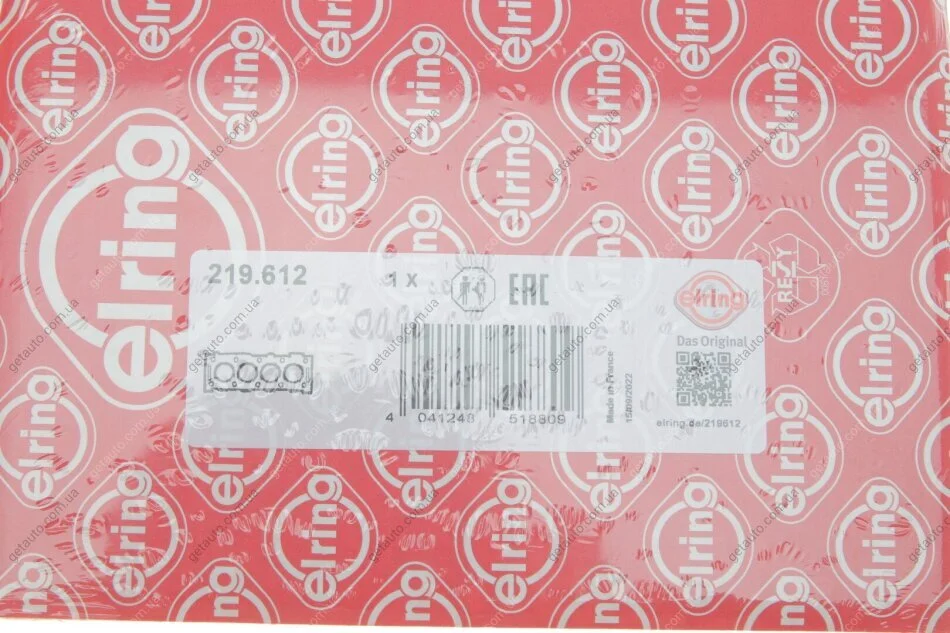 elring
219.612
1 x
EAC
elring
Das Original
Made in France
15/09/2022
4 041248 518809
elring.de/219612
REZY
getauto.com.ua